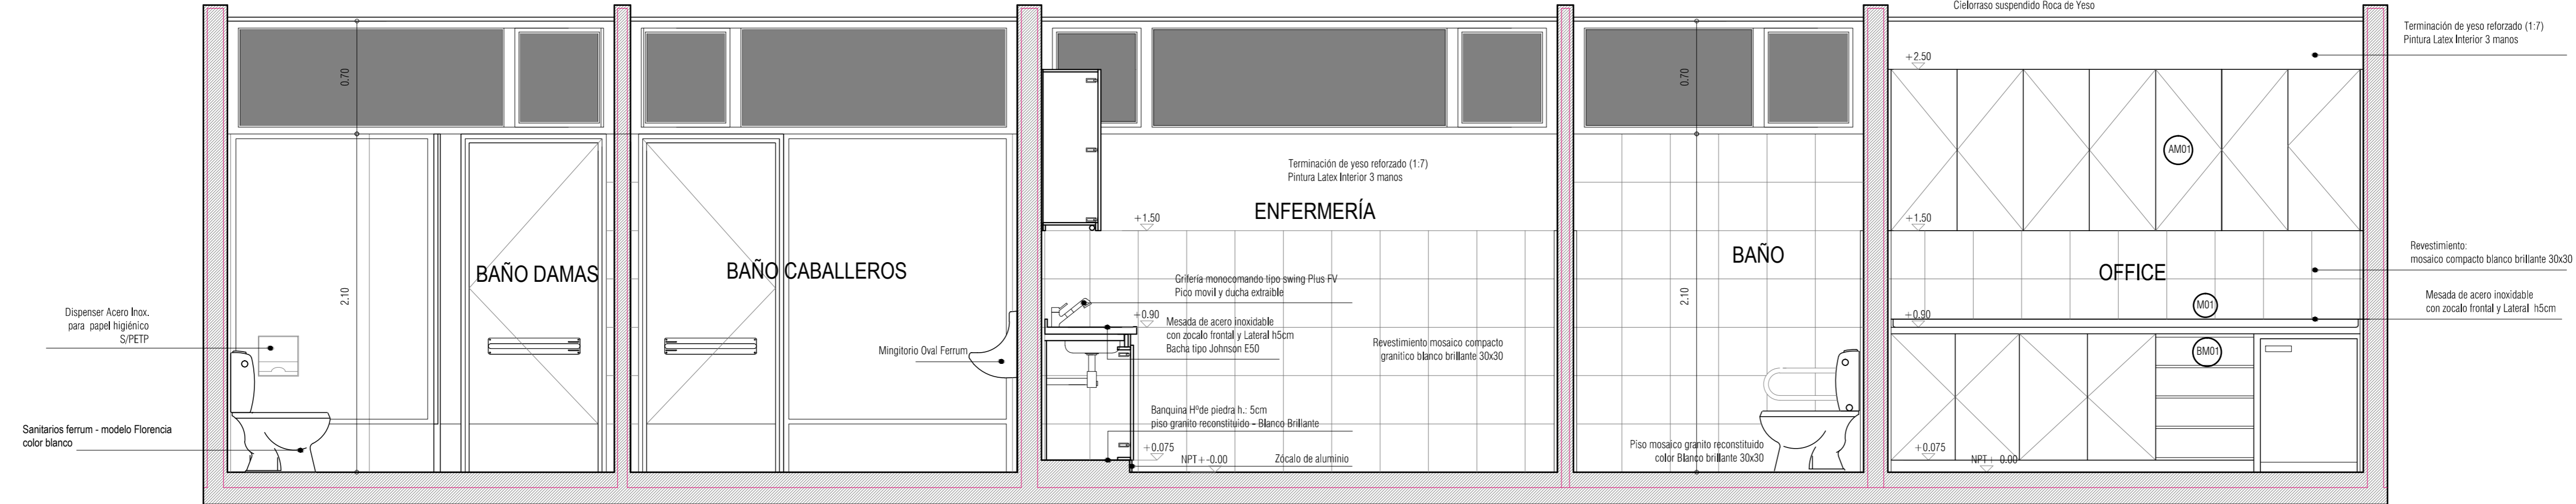 Cielorraso suspendido Roca de Yeso
Terminación de yeso reforzado (1:7)
Pintura Latex Interior 3 manos
+2.50
0.70
0.70
AM01
Terminación de yeso reforzado (1:7)
Pintura Latex Interior 3 manos
ENFERMERÍA
+1.50
+1.50
BAÑO DAMAS
BAÑO CABALLEROS
BAÑO
OFFICE
Revestimiento:
mosaico compacto blanco brillante 30x30
2.10
2.10
Grifería monocomando tipo swing Plus FV
Pico movil y ducha extraible
M01
Mesada de acero inoxidable
con zocalo frontal y Lateral h5cm
Dispenser Acero Inox.
para papel higiénico
S/PETP
+0.90
+0.90
Mesada de acero inoxidable
con zocalo frontal y Lateral h5cm
Bacha tipo Johnson E50
Mingitorio Oval Ferrum
Revestimiento mosaico compacto
granitico blanco brillante 30x30
BM01
Banquina Hºde piedra h.: 5cm
piso granito reconstituido - Blanco Brillante
Sanitarios ferrum - modelo Florencia
color blanco
+0.075
NPT+-0.00
Zócalo de aluminio
Piso mosaico granito reconstituido
color Blanco brillante 30x30
+0.075
NPT+- 0.00